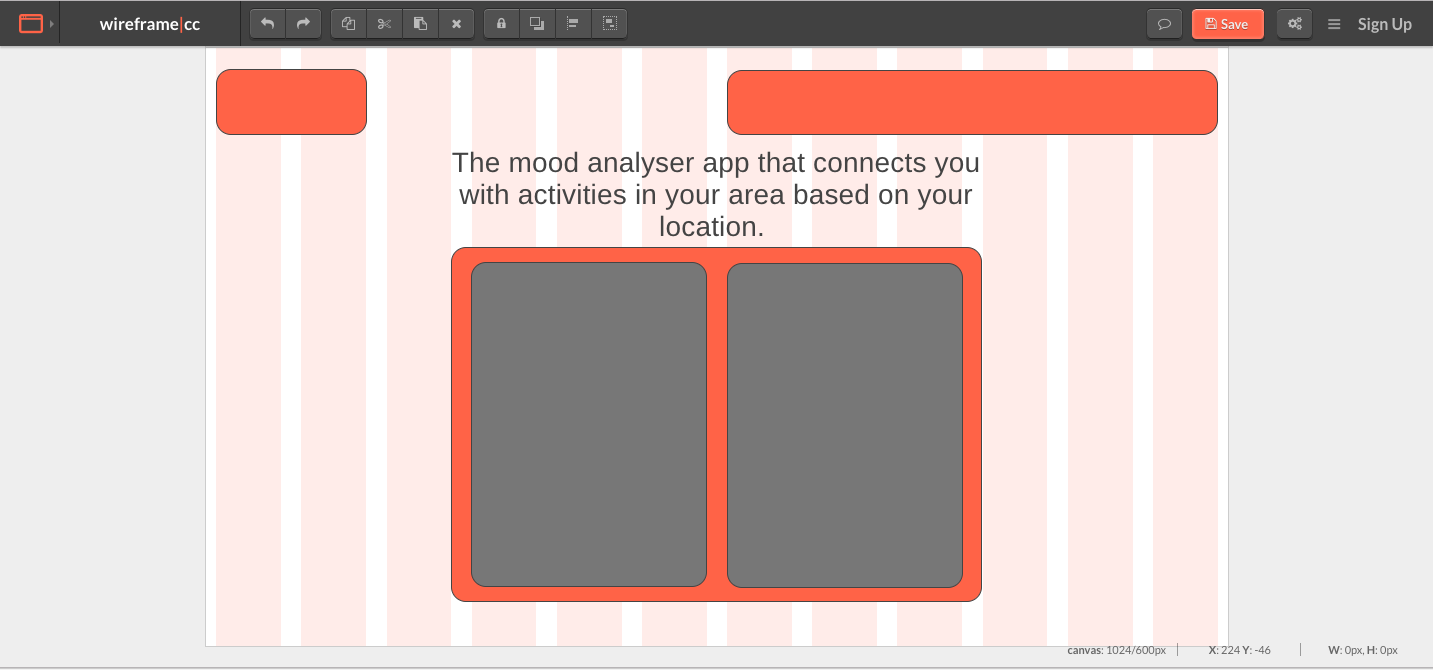 wireframe|cc
Save
Sign Up
The mood analyser app that connects you
with activities in your area based on your
location.
canvas: 1024/600px
X: 224 Y: -46
W: 0px, H: 0px